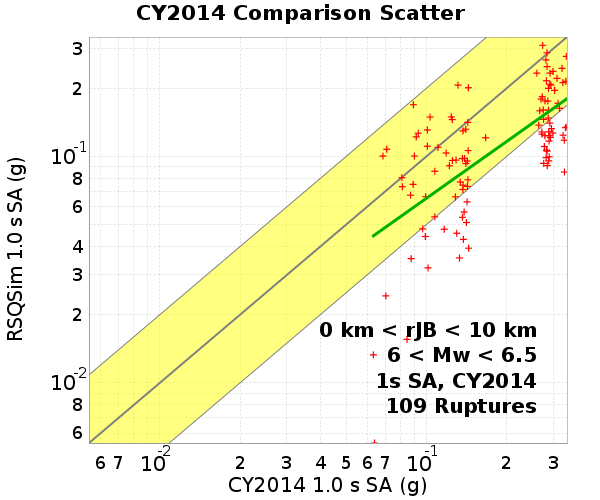 CY2014 Comparison Scatter
RSQSim 1.0 s SA (g)
3
2
10-1
8
6
4
3
2
10-2
8
6
0 km < rJB < 10 km
6 < Mw < 6.5
1s SA, CY2014
109 Ruptures
6 7 10-2 2 3 4 5 6 7 10-1 2 3
CY2014 1.0 s SA (g)